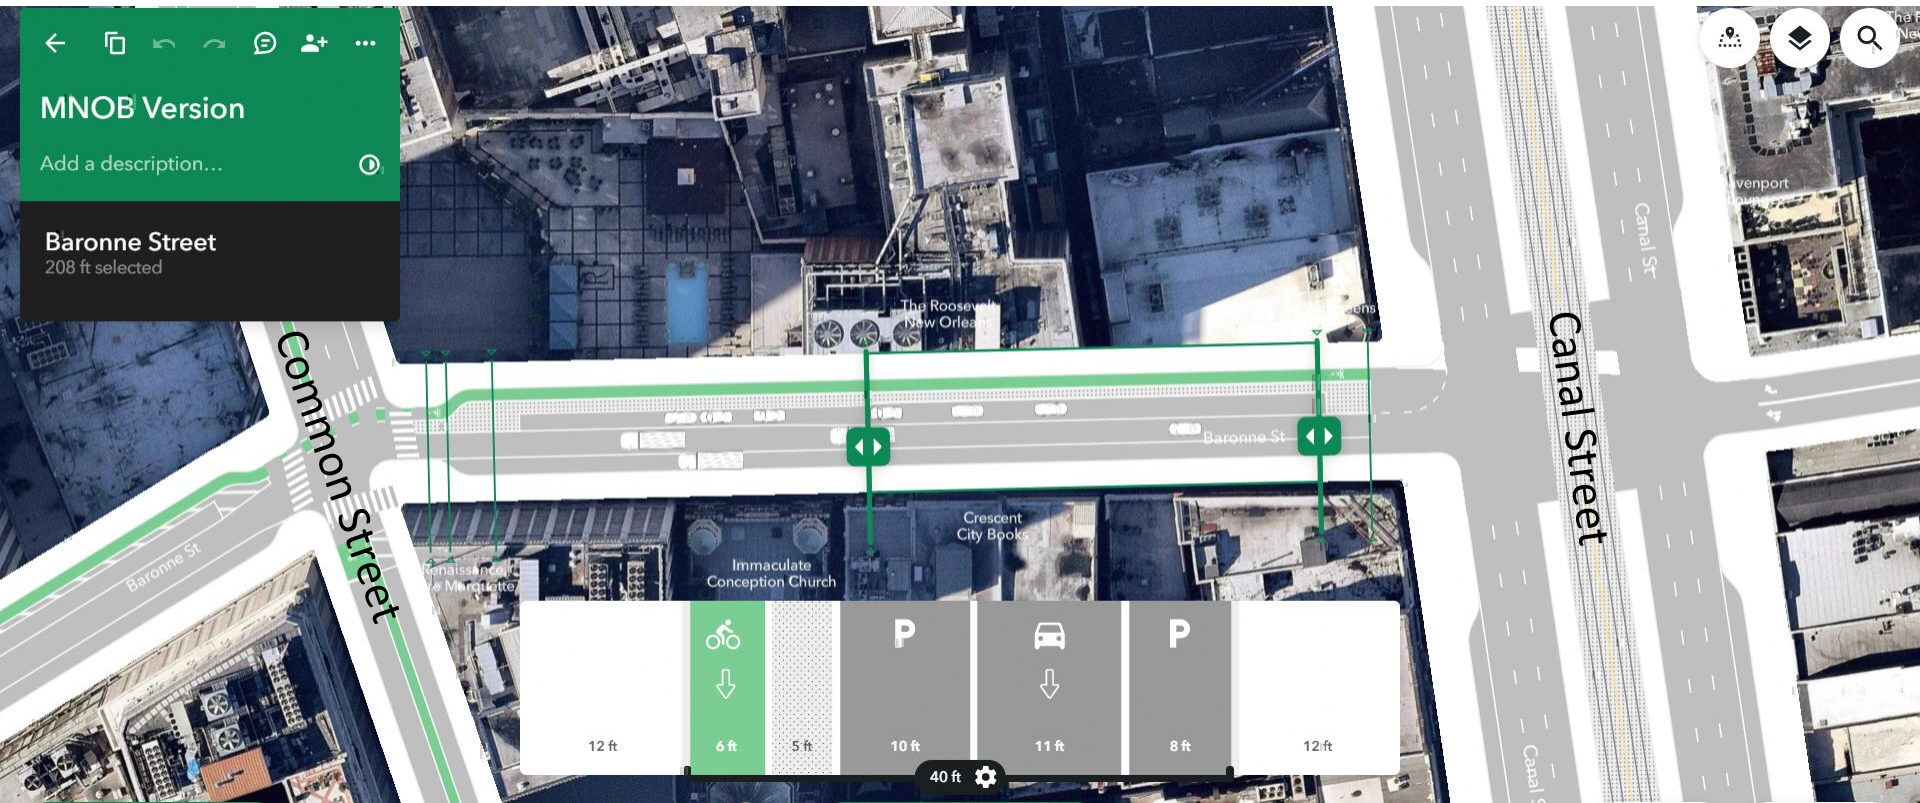 MNOB Version
Add a description...
Baronne Street
208 ft selected
Common Street
Canal Street
Canal St
The Roosevelt
New Orleans
Baronne St
Baronne St
Crescent
City Books
Immaculate
Conception Church
Renaissance
Marquette
P
P
12 ft
6 ft
5 ft
10 ft
11 ft
8 ft
12 ft
40 ft
Canal S